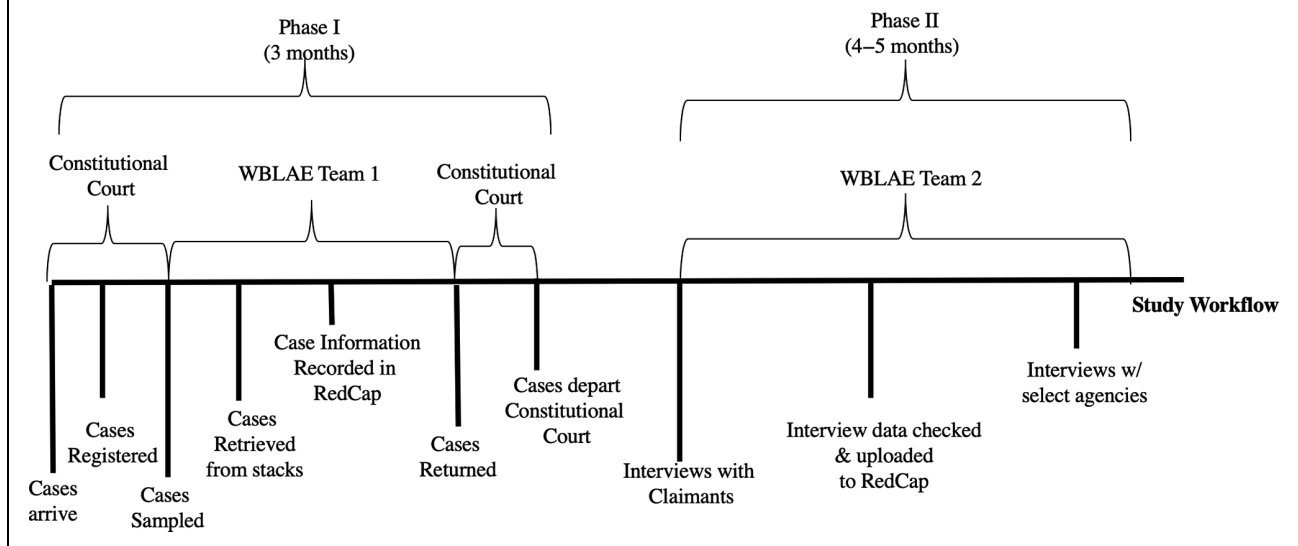 Phase I
(3 months)
Phase II
(4–5 months)
Constitutional
Court
WBLAE Team 1
Constitutional
Court
WBLAE Team 2
Study Workflow
Cases
arrive
Cases
Registered
Cases
Sampled
Cases
Retrieved
from stacks
Case Information
Recorded in
RedCap
Cases
Returned
Cases depart
Constitutional
Court
Interviews with
Claimants
Interview data checked
& uploaded
to RedCap
Interviews w/
select agencies